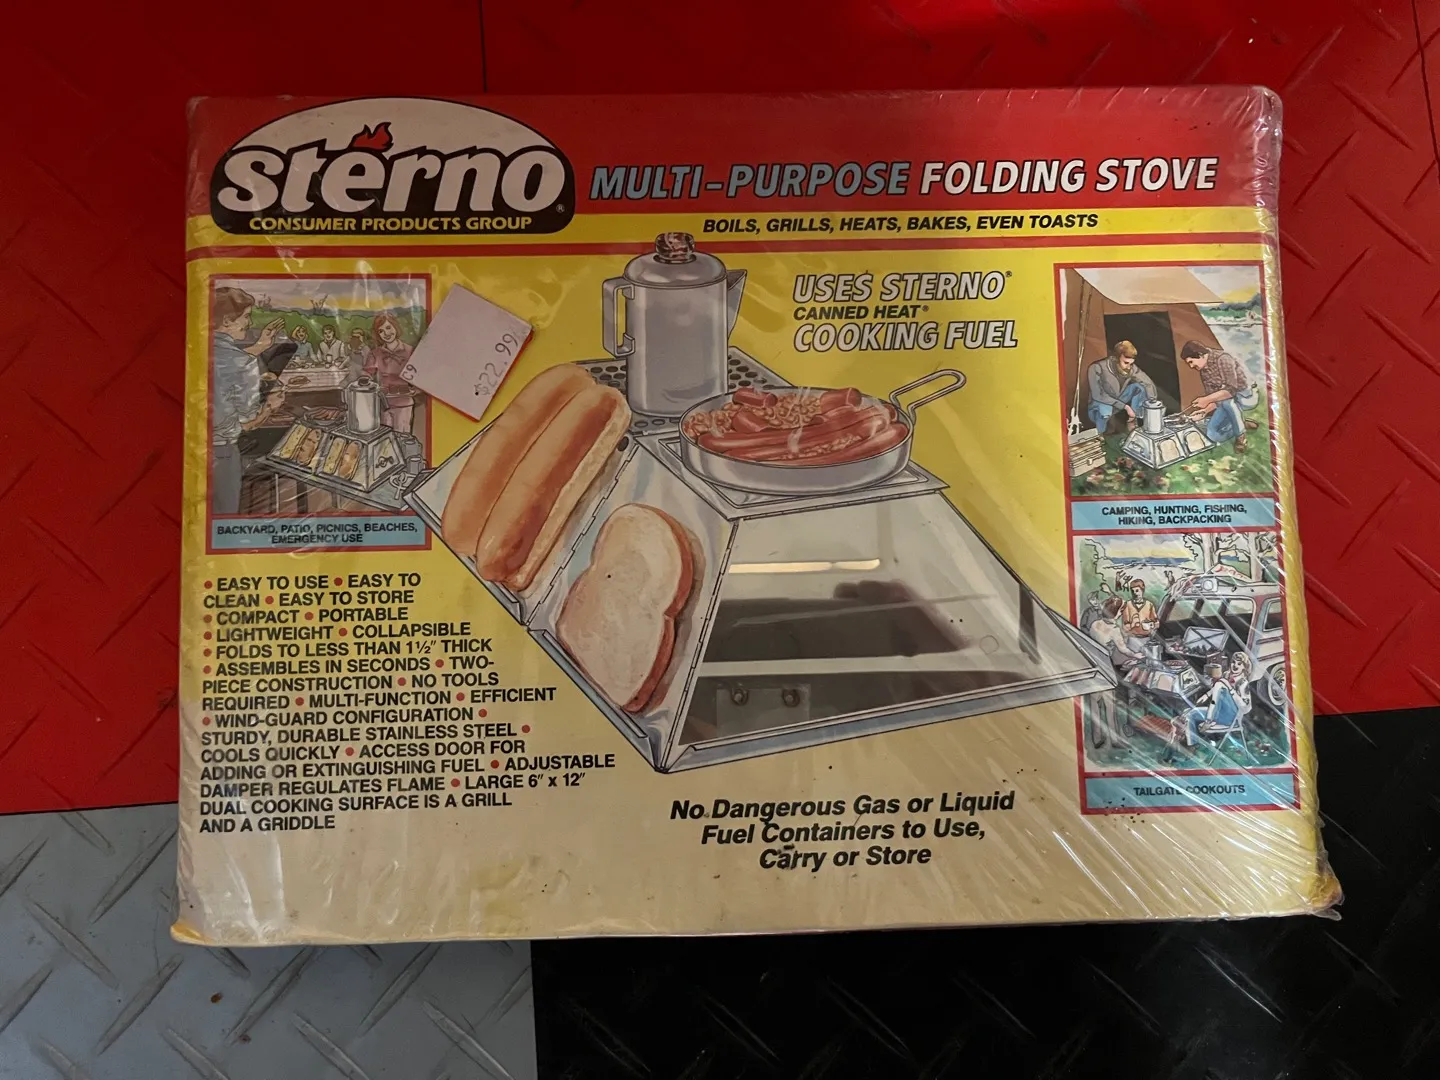 sterno®
CONSUMER PRODUCTS GROUP
MULTI-PURPOSE FOLDING STOVE
BOILS, GRILLS, HEATS, BAKES, EVEN TOASTS
USES STERNO®
CANNED HEAT®
COOKING FUEL
$22.99
C9
BACKYARD, PATIO, PICNICS, BEACHES,
EMERGENCY USE
CAMPING, HUNTING, FISHING,
HIKING, BACKPACKING
TAILGATE COOKOUTS
• EASY TO USE • EASY TO
CLEAN • EASY TO STORE
• COMPACT • PORTABLE
• LIGHTWEIGHT • COLLAPSIBLE
• FOLDS TO LESS THAN 1½" THICK
• ASSEMBLES IN SECONDS • TWO-
PIECE CONSTRUCTION • NO TOOLS
REQUIRED • MULTI-FUNCTION • EFFICIENT
• WIND-GUARD CONFIGURATION •
STURDY, DURABLE STAINLESS STEEL •
COOLS QUICKLY • ACCESS DOOR FOR
ADDING OR EXTINGUISHING FUEL • ADJUSTABLE
DAMPER REGULATES FLAME • LARGE 6" x 12"
DUAL COOKING SURFACE IS A GRILL
AND A GRIDDLE
No Dangerous Gas or Liquid
Fuel Containers to Use,
Carry or Store